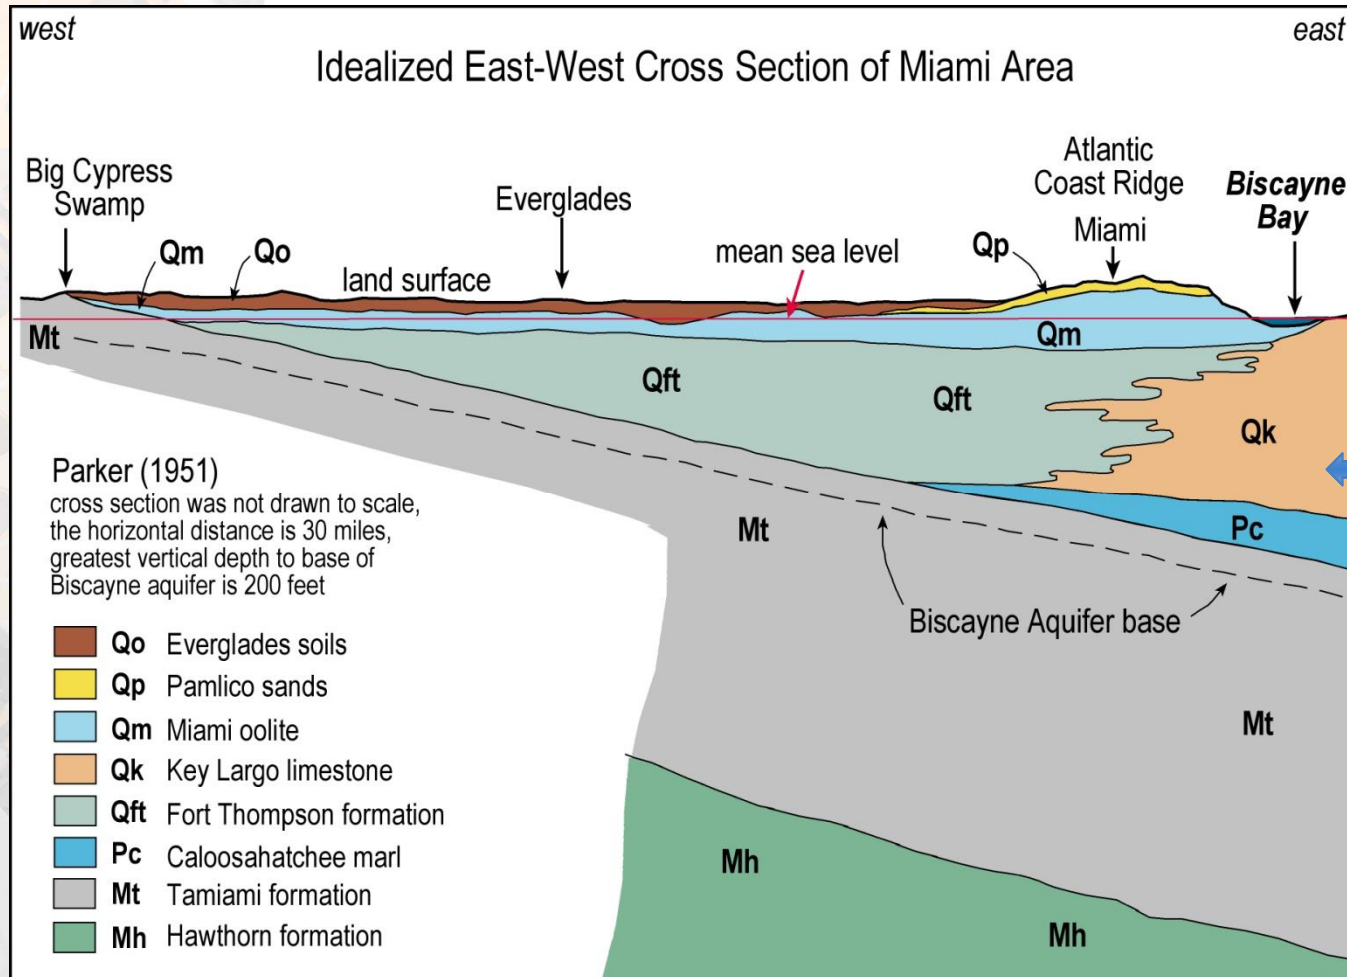 west
east
Idealized East-West Cross Section of Miami Area
Big Cypress
Swamp
Everglades
Atlantic
Coast Ridge
Miami
Biscayne
Bay
Qm
Qo
land surface
mean sea level
Qp
Mt
Qm
Qft
Qft
Qk
Parker (1951)
cross section was not drawn to scale,
the horizontal distance is 30 miles,
greatest vertical depth to base of
Biscayne aquifer is 200 feet
Mt
Pc
Biscayne Aquifer base
Mt
Mh
Mh
Qo Everglades soils
Qp Pamlico sands
Qm Miami oolite
Qk Key Largo limestone
Qft Fort Thompson formation
Pc Caloosahatchee marl
Mt Tamiami formation
Mh Hawthorn formation